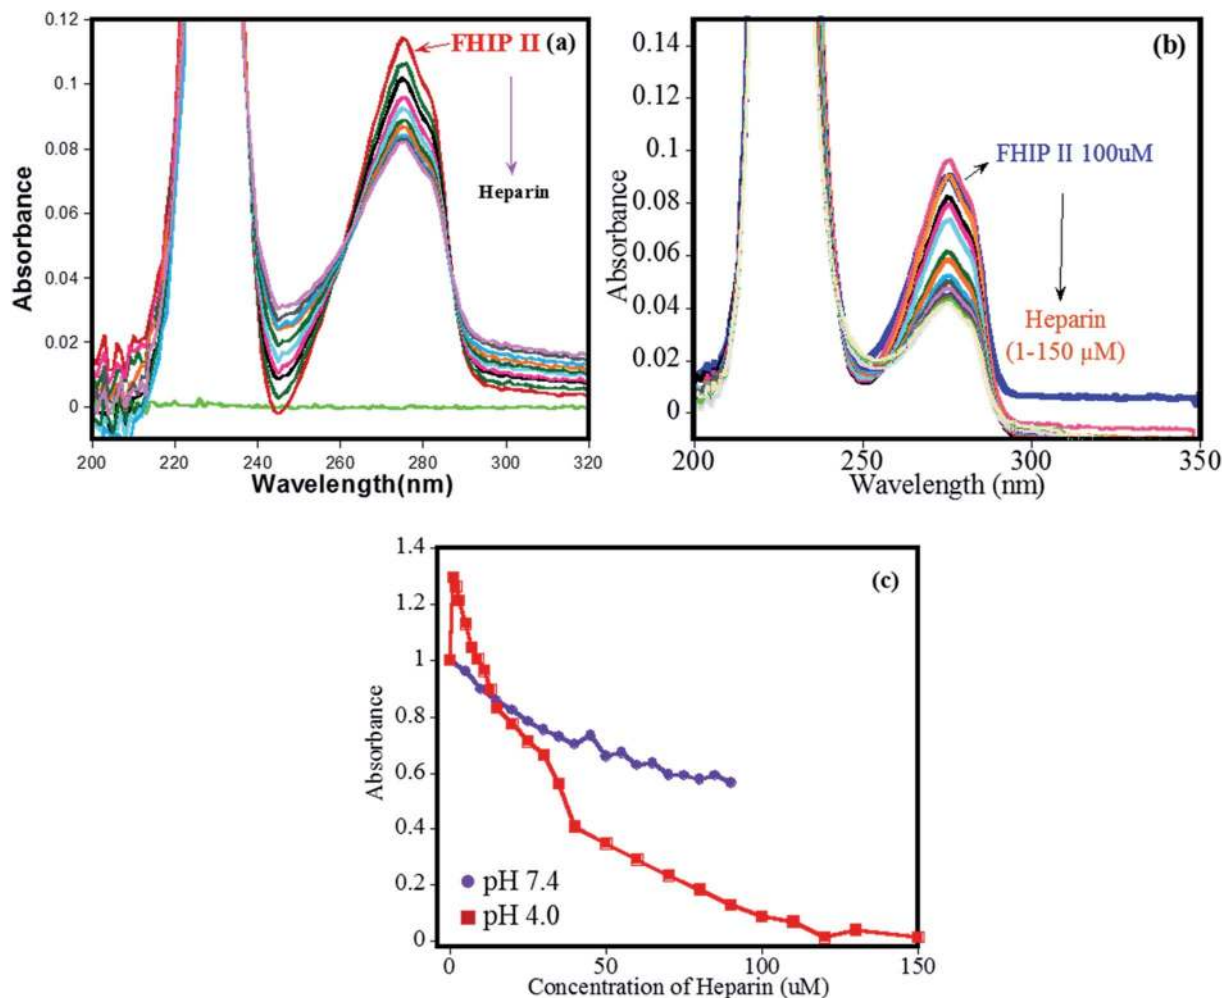 0.12
0.1
0.08
0.06
0.04
0.02
0
Absorbance
FHIP II (a)
Heparin
200 220 240 260 280 300 320
Wavelength(nm)
0.14
0.12
0.1
0.08
0.06
0.04
0.02
0
Absorbance
(b)
FHIP II 100uM
Heparin
(1-150 μM)
200 250 300 350
Wavelength (nm)
1.4
1.2
1
0.8
0.6
0.4
0.2
0
Absorbance
(c)
pH 7.4
pH 4.0
0 50 100 150
Concentration of Heparin (uM)